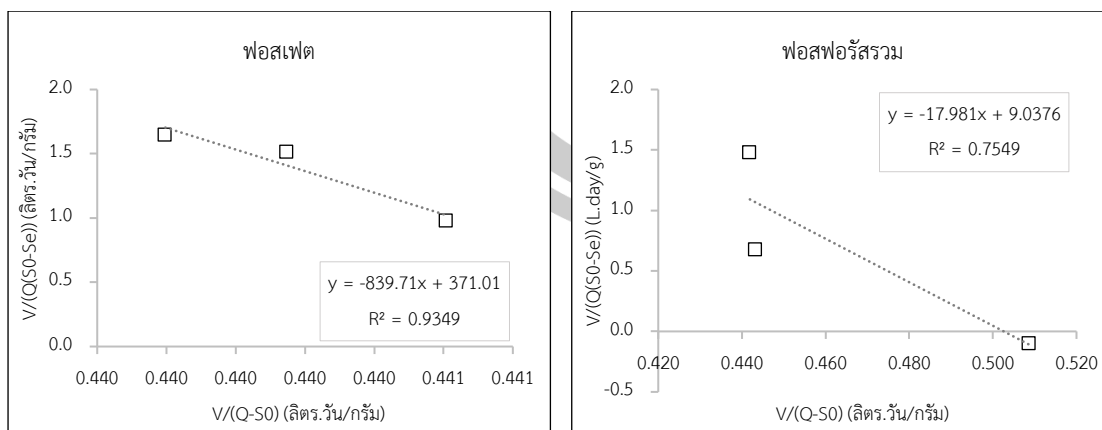 ฟอสเฟต
V/(Q(S0-Se)) (ลิตร.วัน/กรัม)
2.0
1.5
1.0
0.5
0.0
y = -839.71x + 371.01
R² = 0.9349
0.440 0.440 0.440 0.440 0.440 0.441 0.441
V/(Q-S0) (ลิตร.วัน/กรัม)
ฟอสฟอรัสรวม
V/(Q(S0-Se)) (L.day/g)
2.0
1.5
1.0
0.5
0.0
-0.5
y = -17.981x + 9.0376
R² = 0.7549
0.420 0.440 0.460 0.480 0.500 0.520
V/(Q-S0) (ลิตร.วัน/กรัม)